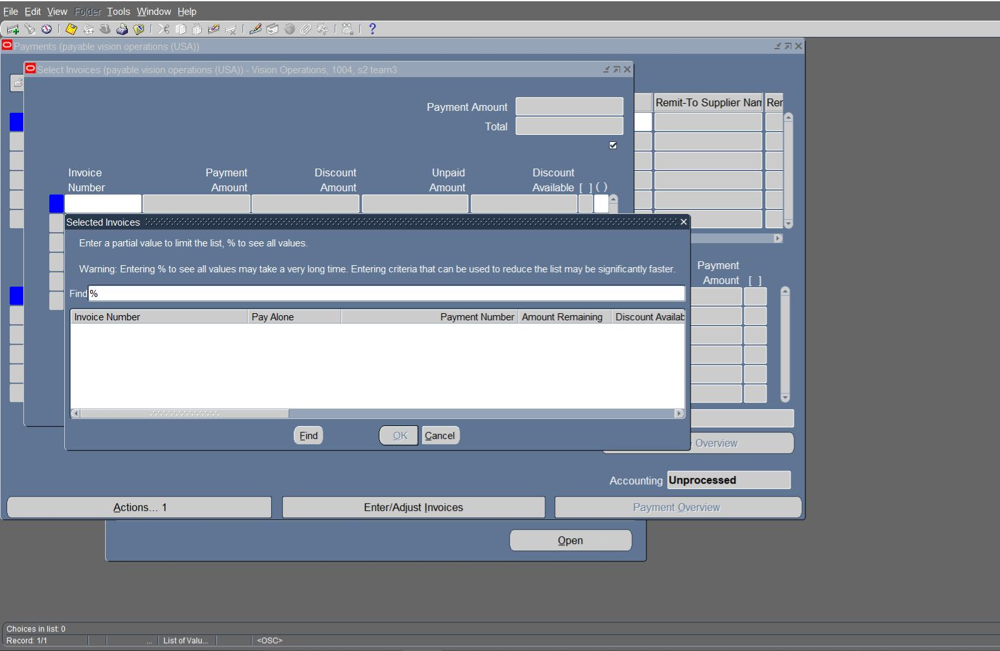 File Edit View Folder Tools Window Help
Payments (payable vision operations (USA))
Select Invoices (payable vision operations (USA)) - Vision Operations, 1004, s2 team3
Payment Amount
Total
Remit-To Supplier Nam Rer
Invoice Number
Payment Amount
Discount Amount
Unpaid Amount
Discount Available [ ] ( )
Selected Invoices
Enter a partial value to limit the list, % to see all values.
Warning: Entering % to see all values may take a very long time. Entering criteria that can be used to reduce the list may be significantly faster.
Find %
Invoice Number Pay Alone Payment Number Amount Remaining Discount Availab
Find OK Cancel
Payment
Amount [ ]
Overview
Accounting Unprocessed
Actions... 1 Enter/Adjust Invoices Payment Overview
Open
Choices in list: 0
Record: 1/1 ... List of Valu... <OSC>